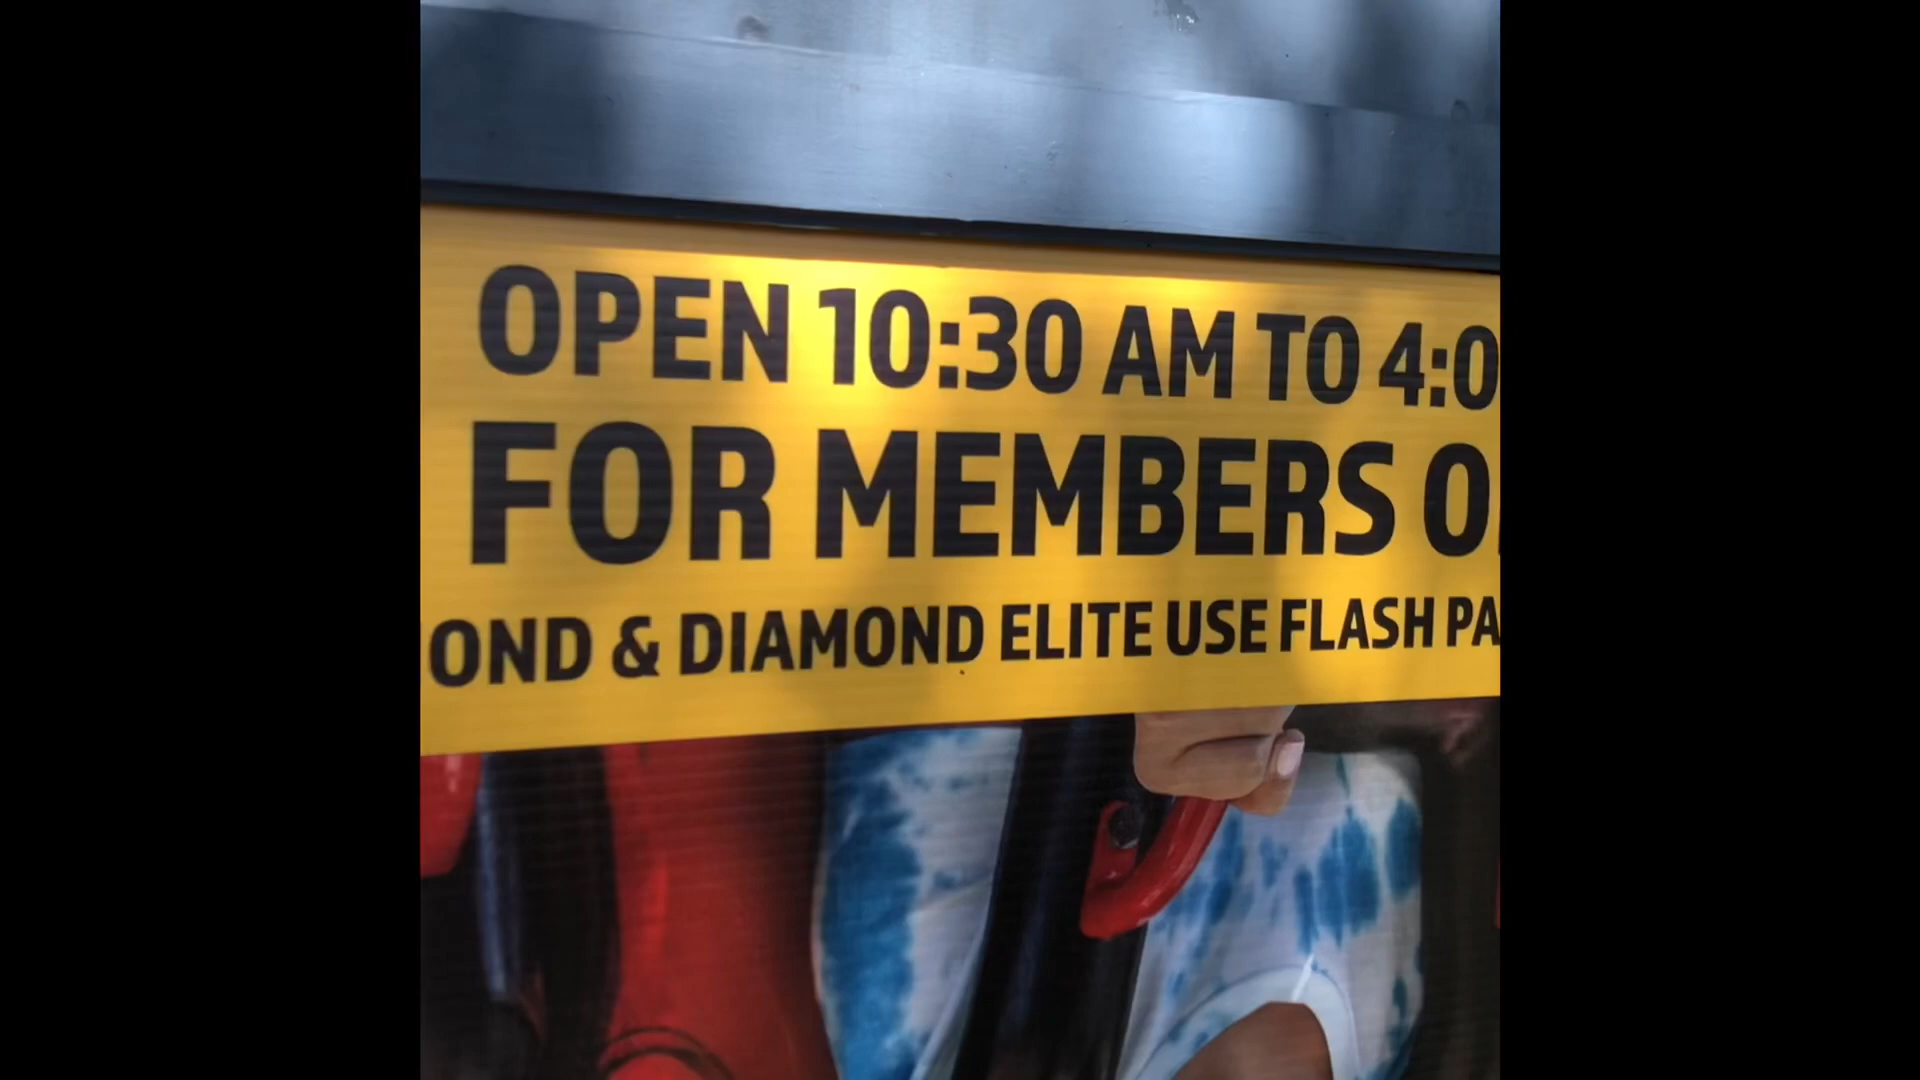 OPEN 10:30 AM TO 4:0
FOR MEMBERS O
OND & DIAMOND ELITE USE FLASH PA